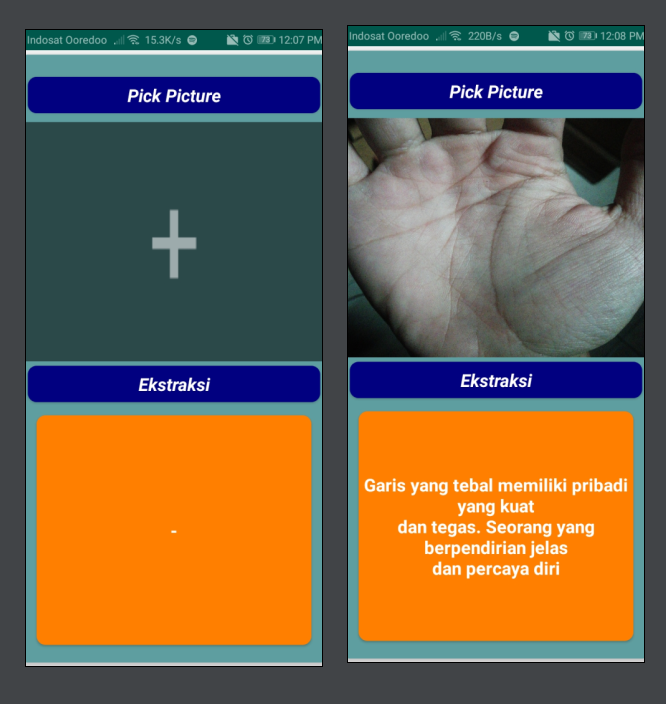 Indosat Ooredoo 15.3K/s 73 12:07 PM
Pick Picture
Ekstraksi
-
Indosat Ooredoo 220B/s 12:08 PM
Pick Picture
Ekstraksi
Garis yang tebal memiliki pribadi
yang kuat
dan tegas. Seorang yang
berpendirian jelas
dan percaya diri